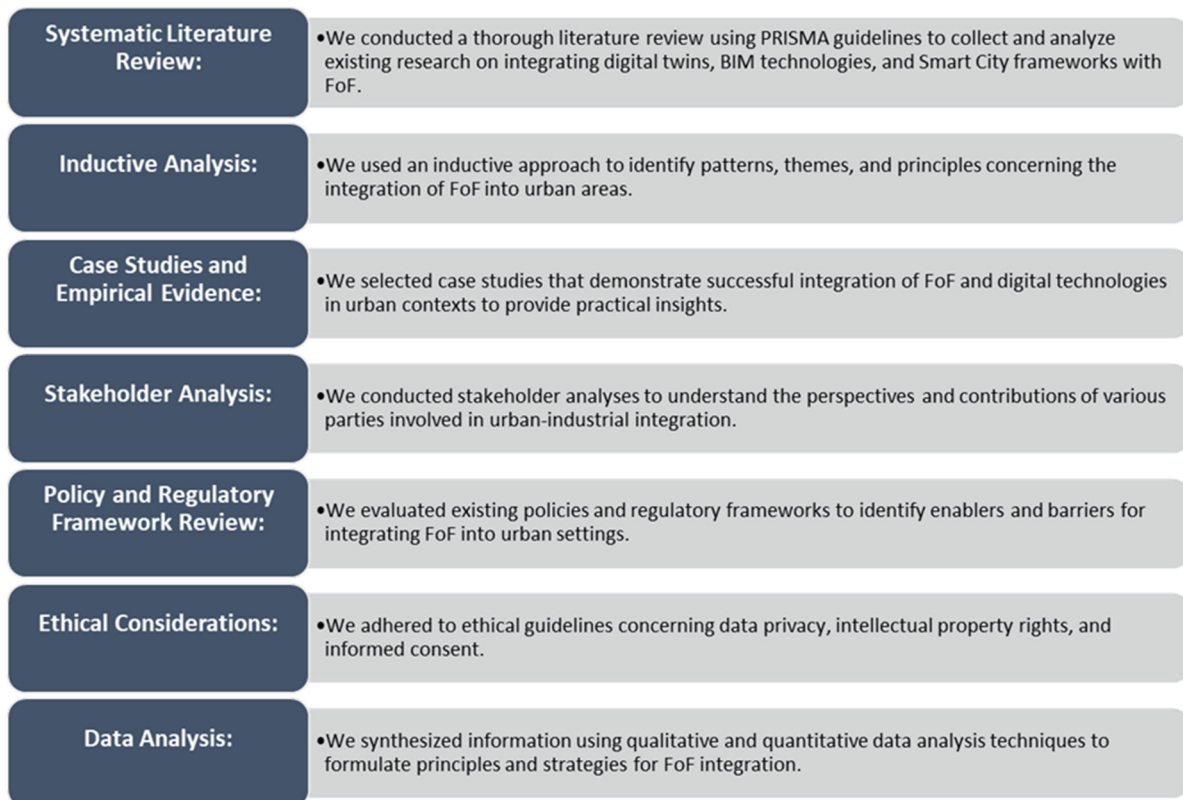 Systematic Literature
Review:
•We conducted a thorough literature review using PRISMA guidelines to collect and analyze
existing research on integrating digital twins, BIM technologies, and Smart City frameworks with
FoF.
Inductive Analysis:
•We used an inductive approach to identify patterns, themes, and principles concerning the
integration of FoF into urban areas.
Case Studies and
Empirical Evidence:
•We selected case studies that demonstrate successful integration of FoF and digital technologies
in urban contexts to provide practical insights.
Stakeholder Analysis:
•We conducted stakeholder analyses to understand the perspectives and contributions of various
parties involved in urban-industrial integration.
Policy and Regulatory
Framework Review:
•We evaluated existing policies and regulatory frameworks to identify enablers and barriers for
integrating FoF into urban settings.
Ethical Considerations:
•We adhered to ethical guidelines concerning data privacy, intellectual property rights, and
informed consent.
Data Analysis:
•We synthesized information using qualitative and quantitative data analysis techniques to
formulate principles and strategies for FoF integration.